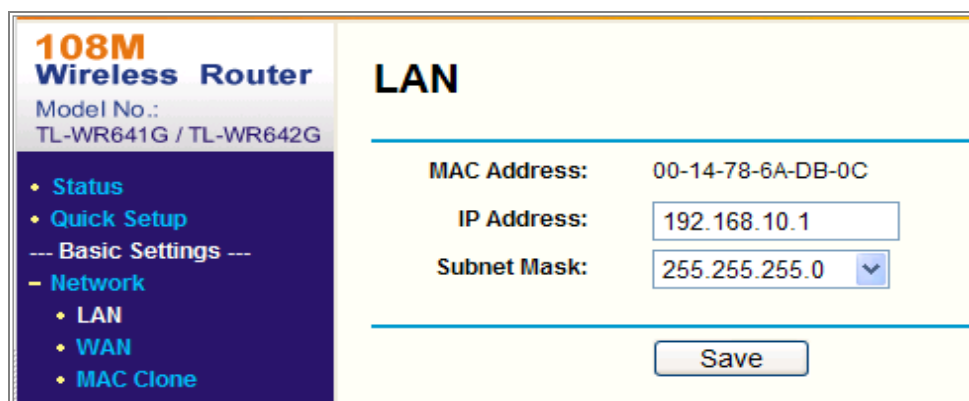 108M
Wireless Router
Model No.:
TL-WR641G / TL-WR642G
• Status
• Quick Setup
--- Basic Settings ---
– Network
• LAN
• WAN
• MAC Clone
LAN
MAC Address: 00-14-78-6A-DB-0C
IP Address: 192.168.10.1
Subnet Mask: 255.255.255.0
Save